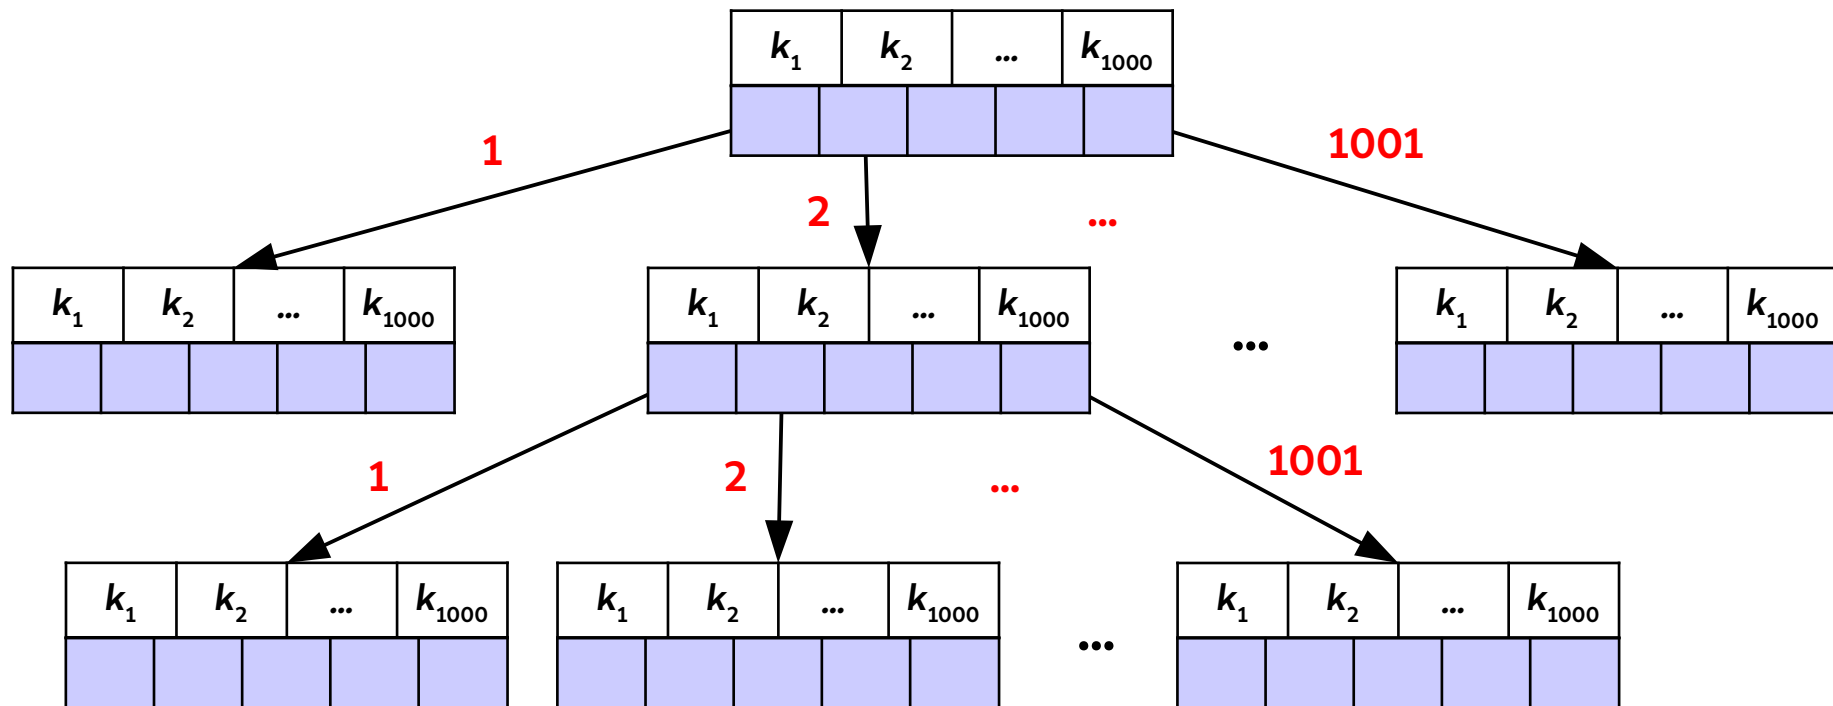 k1 k2 ... k1000
1 1001
2 ...
k1 k2 ... k1000 k1 k2 ... k1000 ... k1 k2 ... k1000
1 2 ... 1001
k1 k2 ... k1000 k1 k2 ... k1000 ... k1 k2 ... k1000